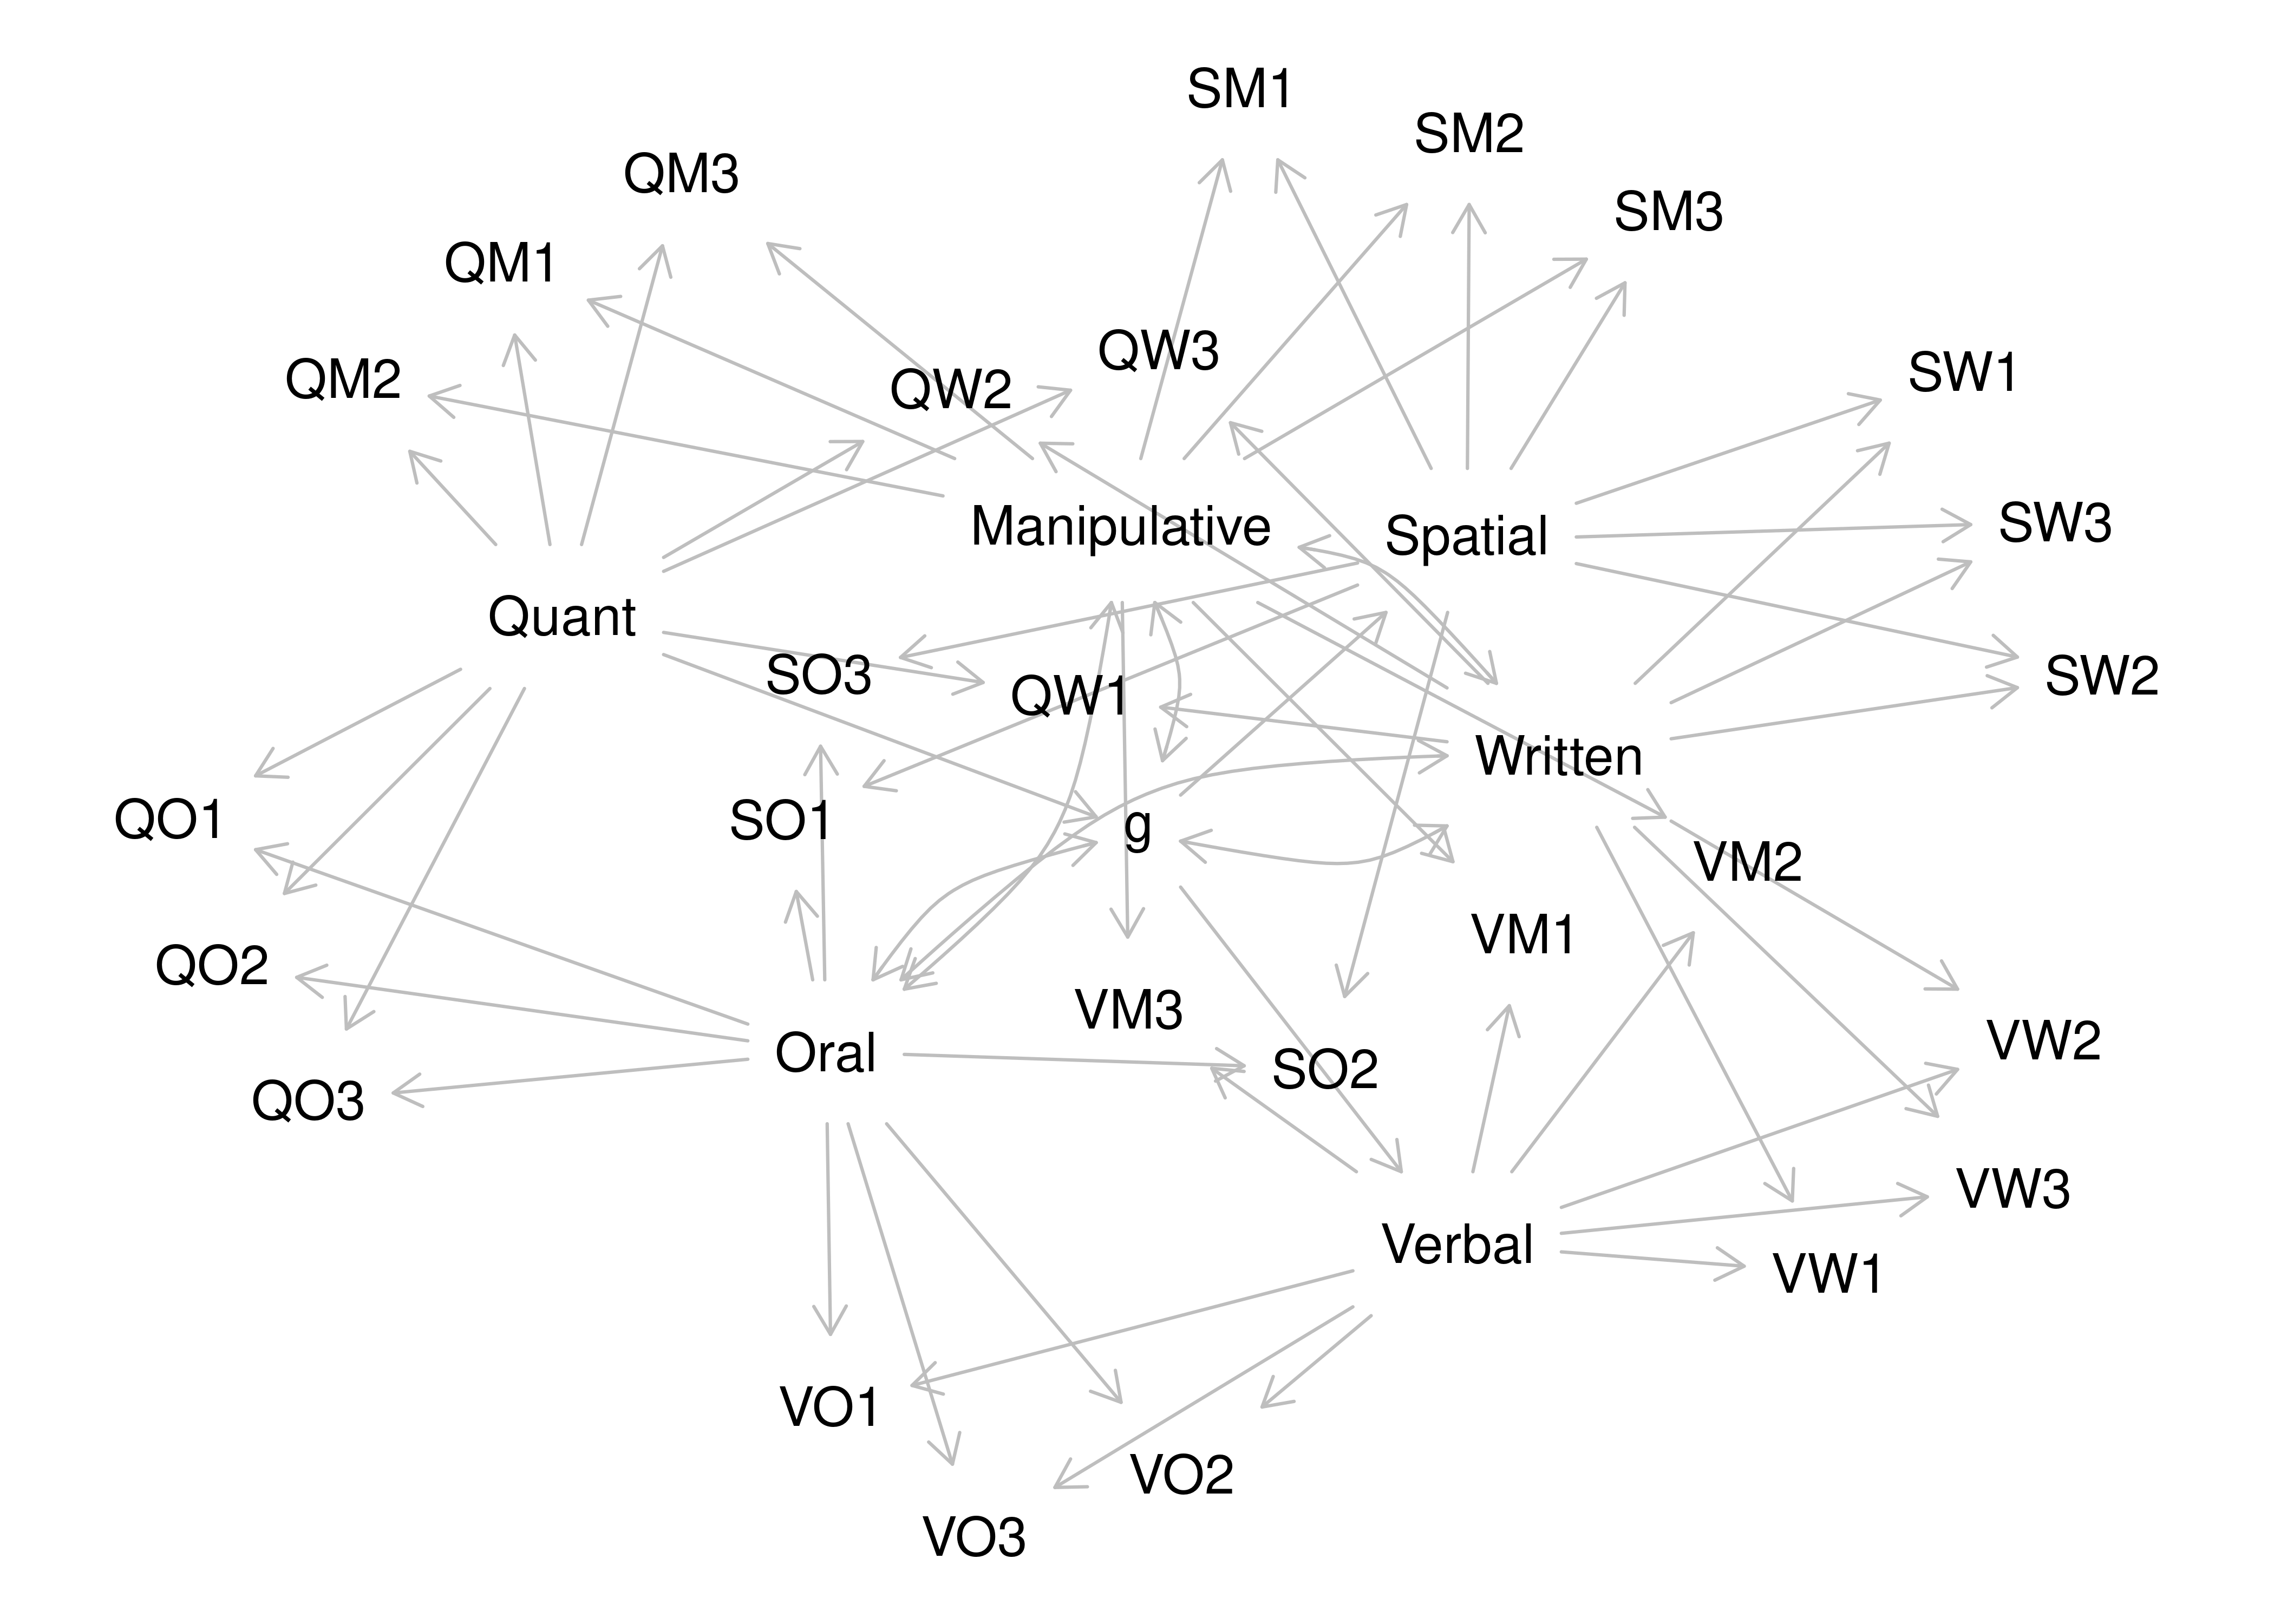 SM1
SM2
QM3
SM3
QM1
QW3
SW1
QM2
QW2
SW3
Manipulative
Spatial
Quant
SO3
SW2
QW1
Written
QO1
SO1
g
VM2
VM1
QO2
VM3
VW2
Oral
SO2
QO3
VW3
Verbal
VW1
VO1
VO2
VO3